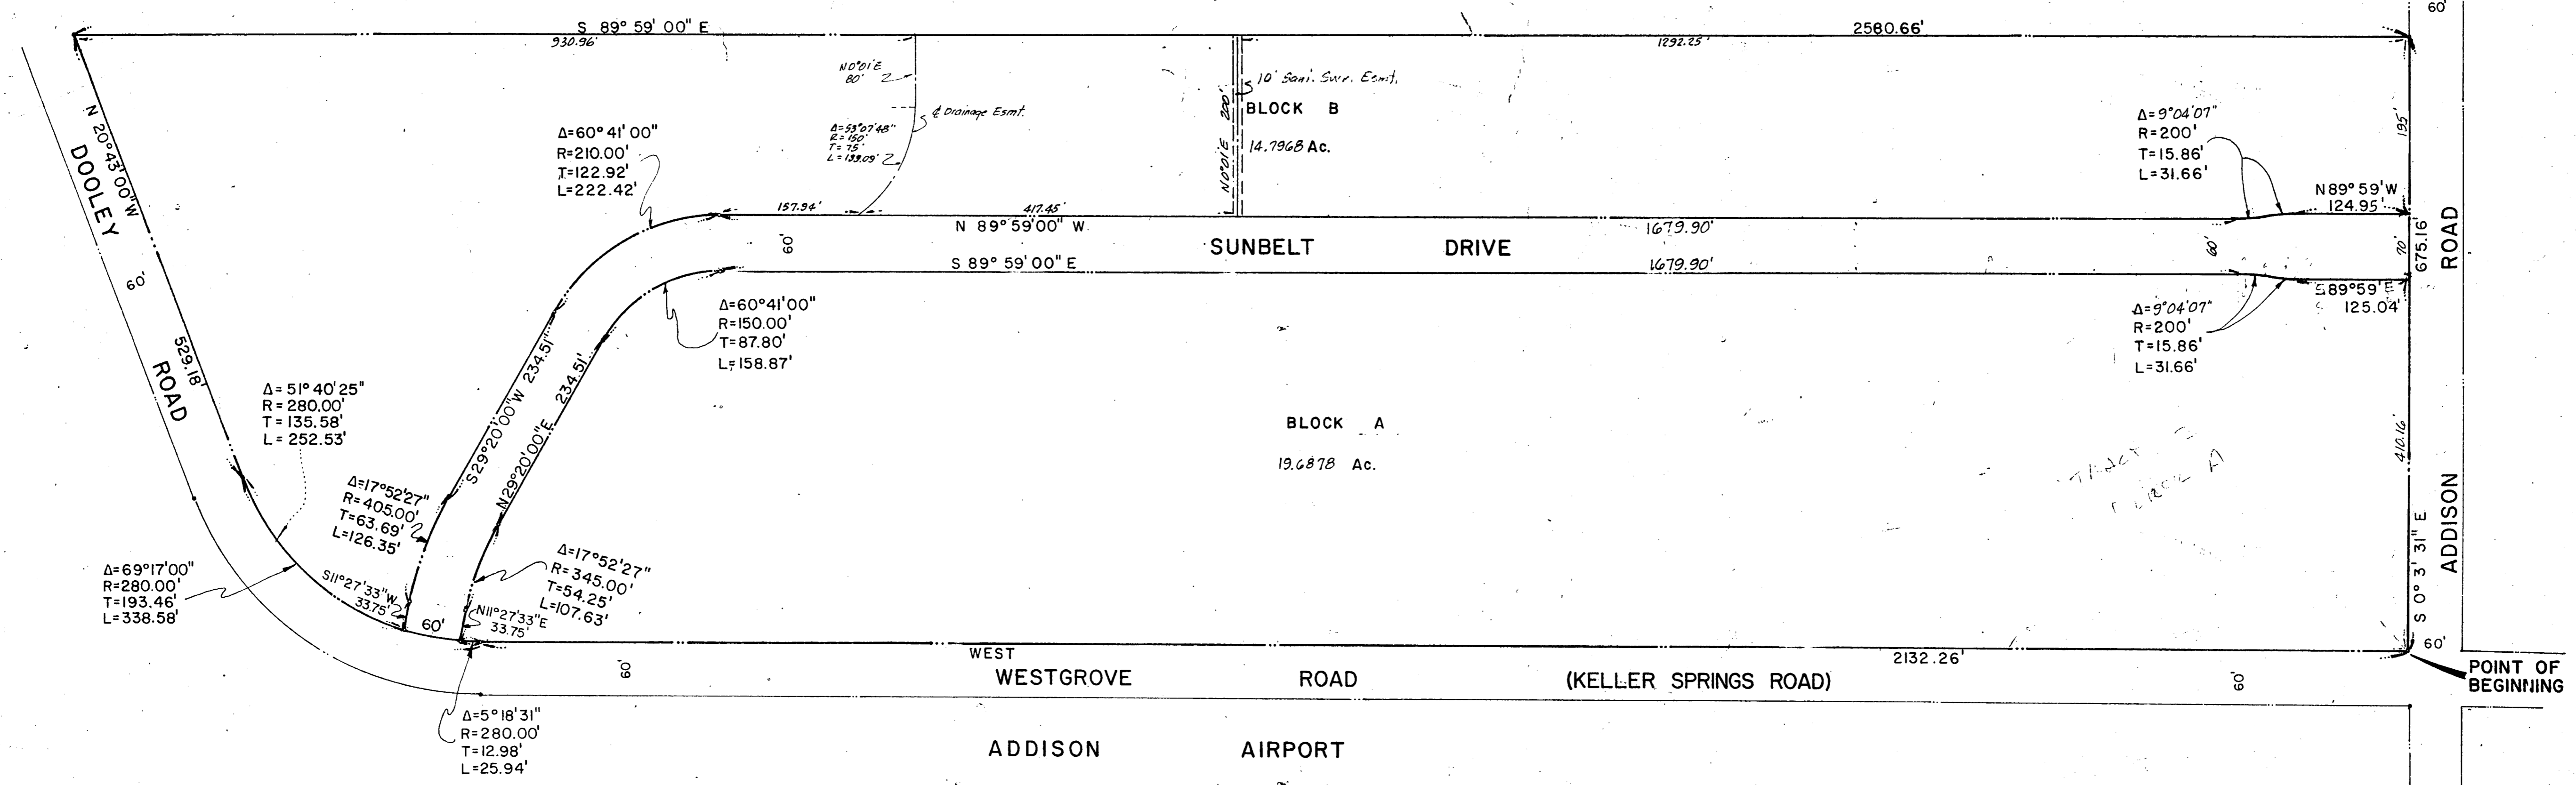 S 89° 59' 00" E
930.96'
1292.25'
2580.66'
60'
N 20°43'00"W
529.18'
DOOLEY
60'
ROAD
N0°01'E
80'
₵ Drainage Esmt.
Δ=53°07'48"
R=150'
T=75'
L=139.09'
10' Sani. Swr. Esmt.
N0°01'E 200'
BLOCK B
14.7968 Ac.
Δ=60°41'00"
R=210.00'
T=122.92'
L=222.42'
Δ=9°04'07"
R=200'
T=15.86'
L=31.66'
195'
N89°59'W
124.95'
157.94'
417.45'
N 89°59'00" W
1679.90'
60'
SUNBELT DRIVE
60'
70'
675.16'
ROAD
S 89°59'00" E
1679.90'
S89°59'E
125.04'
Δ=60°41'00"
R=150.00'
T=87.80'
L=158.87'
Δ=9°04'07"
R=200'
T=15.86'
L=31.66'
S29°20'00"W 234.51'
N29°20'00"E 234.51'
Δ=51°40'25"
R=280.00'
T=135.58'
L=252.53'
BLOCK A
19.6878 Ac.
TRACT
A
410.16'
Δ=17°52'27"
R=405.00'
T=63.69'
L=126.35'
ADDISON
S 0° 3' 31" E
Δ=69°17'00"
R=280.00'
T=193.46'
L=338.58'
S11°27'33"W
33.75'
60'
Δ=17°52'27"
R=345.00'
T=54.25'
L=107.63'
N11°27'33"E
33.75'
60'
WEST
2132.26'
60'
WESTGROVE ROAD (KELLER SPRINGS ROAD)
60'
POINT OF
BEGINNING
Δ=5°18'31"
R=280.00'
T=12.98'
L=25.94'
ADDISON AIRPORT